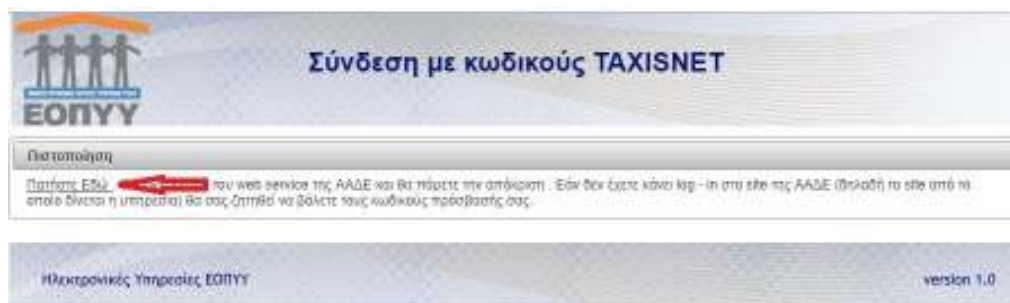 Σύνδεση με κωδικούς TAXISNET
ΕΟΠΥΥ
Πιστοποίηση
Πατήστε Εδώ του web service της ΑΑΔΕ και θα πάρετε την απόκριση . Εάν δεν έχετε κάνει log - in στο site της ΑΑΔΕ (δηλαδή το site από το
οποίο δίνεται η υπηρεσία) θα σας ζητηθεί να βάλετε τους κωδικούς πρόσβασής σας.
Ηλεκτρονικές Υπηρεσίες ΕΟΠΥΥ
version 1.0